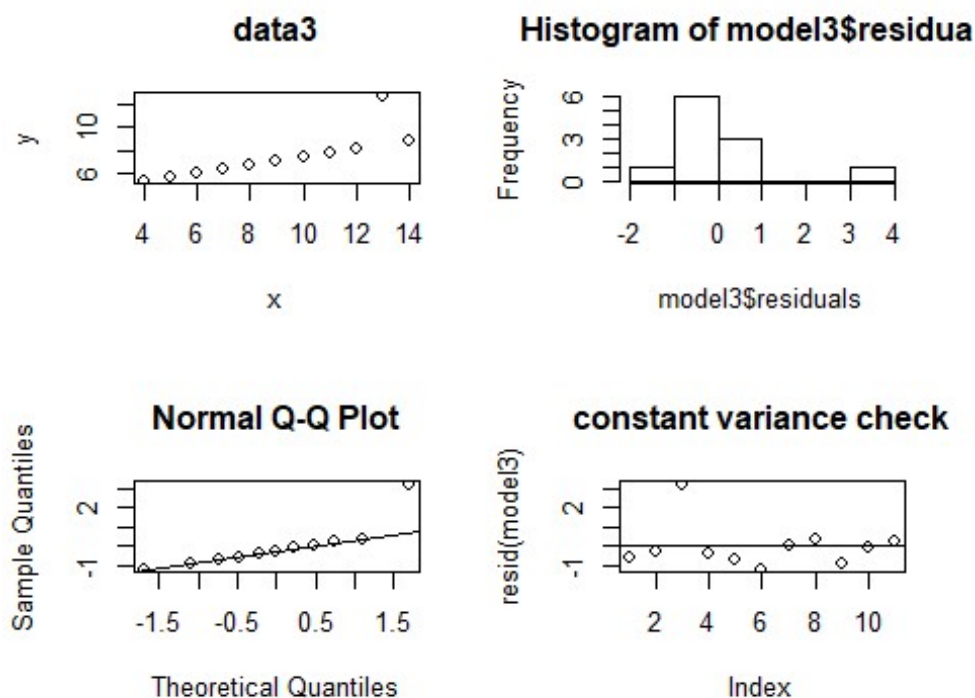 data3
y
6 10
4 6 8 10 12 14
x
Histogram of model3$residua
Frequency
0 3 6
-2 0 1 2 3 4
model3$residuals
Normal Q-Q Plot
Sample Quantiles
-1 2
-1.5 -0.5 0.5 1.5
Theoretical Quantiles
constant variance check
resid(model3)
-1 2
2 4 6 8 10
Index